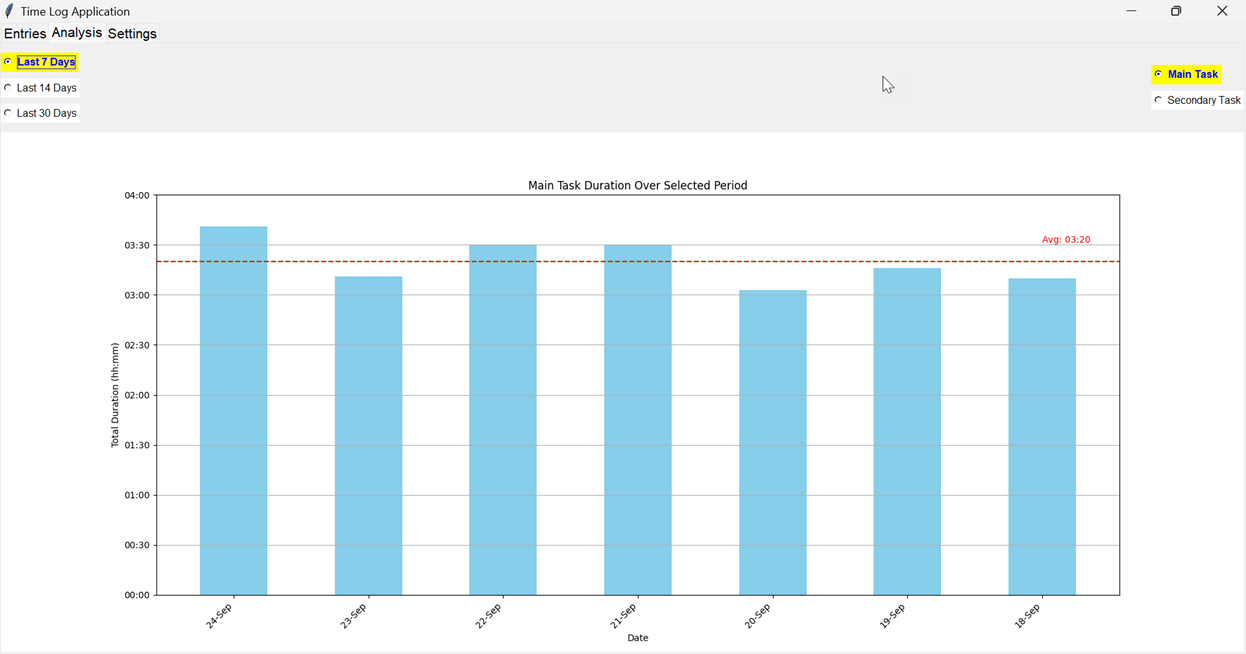 Time Log Application
Entries Analysis Settings
Last 7 Days
Last 14 Days
Last 30 Days
Main Task
Secondary Task
Main Task Duration Over Selected Period
04:00
03:30
03:00
02:30
02:00
01:30
01:00
00:30
00:00
Total Duration (hh:mm)
Avg: 03:20
24-Sep 23-Sep 22-Sep 21-Sep 20-Sep 19-Sep 18-Sep
Date